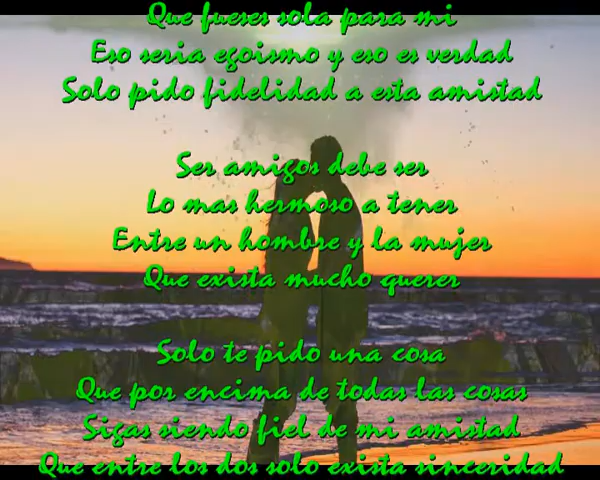 Que fueses sola para mi
Eso seria egoismo y eso es verdad
Solo pido fidelidad a esta amistad
Ser amigos debe ser
Lo mas hermoso a tener
Entre un hombre y la mujer
Que exista mucho querer
Solo te pido una cosa
Que por encima de todas las cosas
Sigas siendo fiel de mi amistad
Que entre los dos solo exista sinceridad